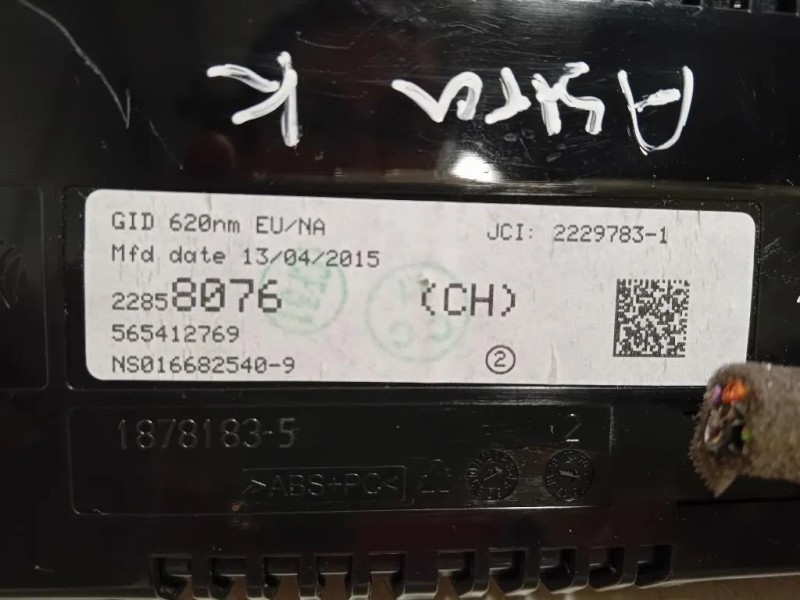 Astra K
GID 620nm EU/NA
JCI: 2229783-1
Mfd date 13/04/2015
22858076 (CH)
565412769
NS016682540-9
2
1878183-5
2
>ABS+PC<